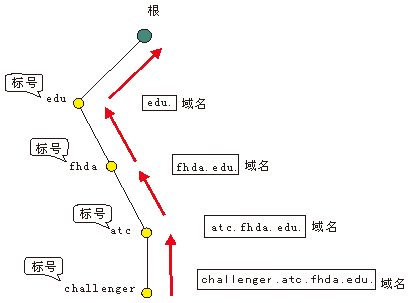 根
标号
edu
edu. 域名
标号
fhda
fhda.edu. 域名
标号
atc
atc.fhda.edu. 域名
标号
challenger
challenger.atc.fhda.edu. 域名